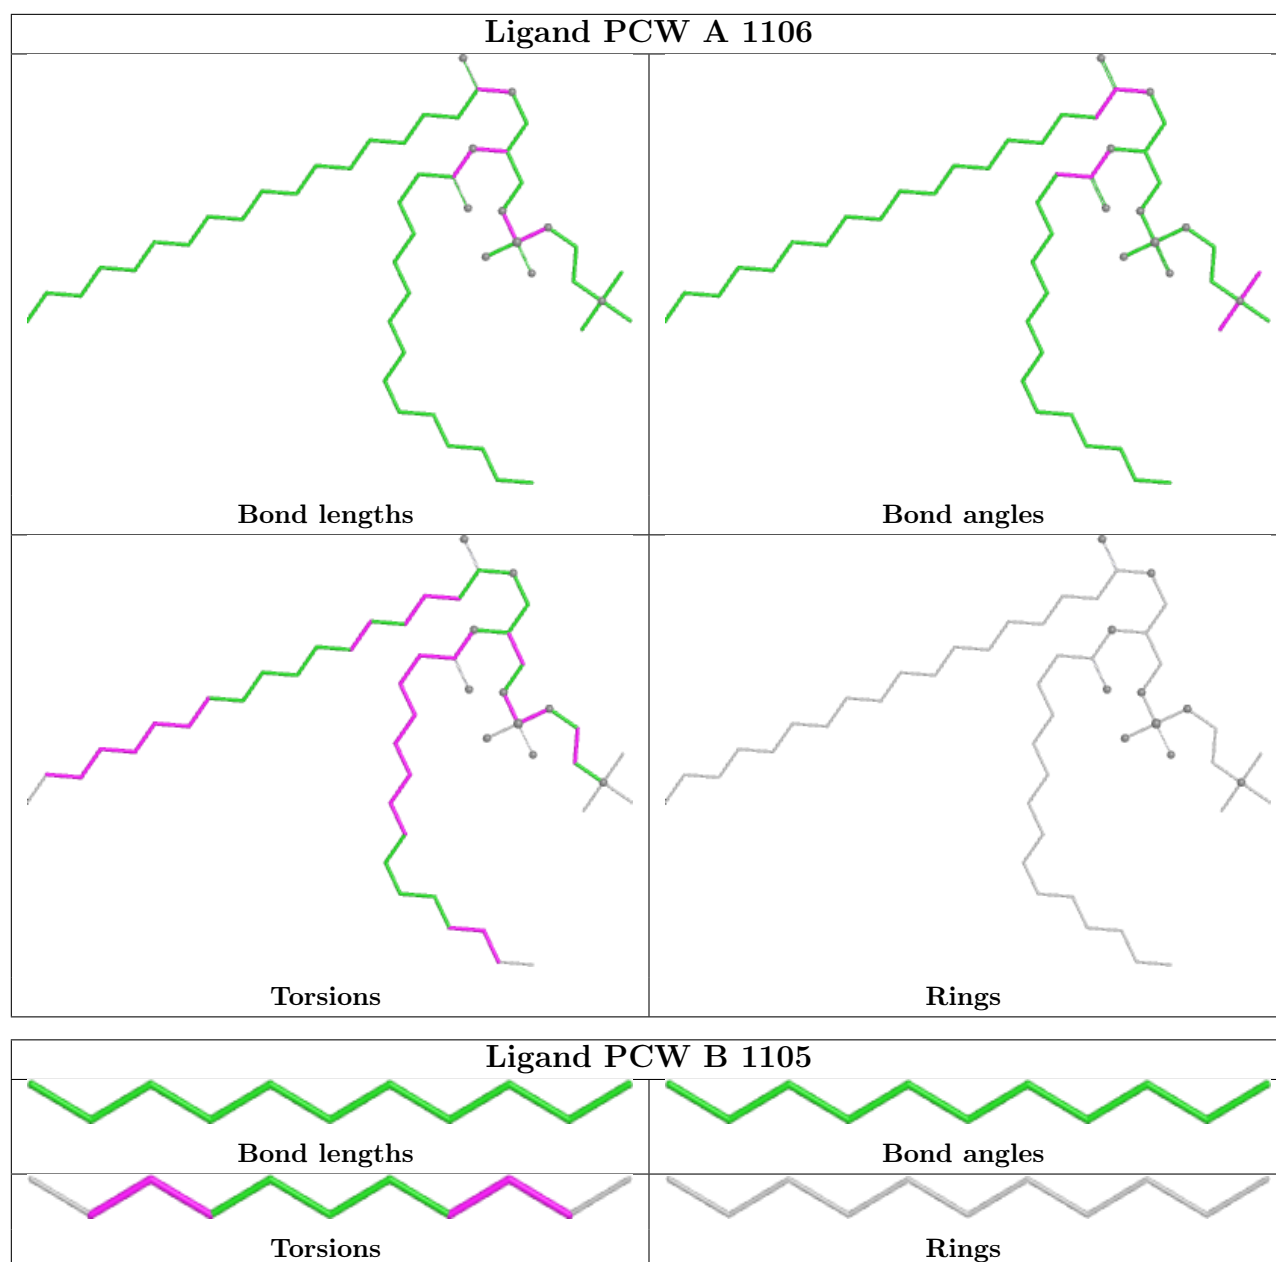 Ligand PCW A 1106
Bond lengths
Bond angles
Torsions
Rings
Ligand PCW B 1105
Bond lengths
Bond angles
Torsions
Rings